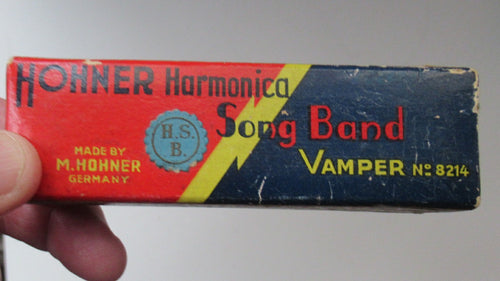 HOHNER Harmonica
Song Band
H.S.
B.
MADE BY
M. HOHNER
GERMANY
VAMPER No 8214